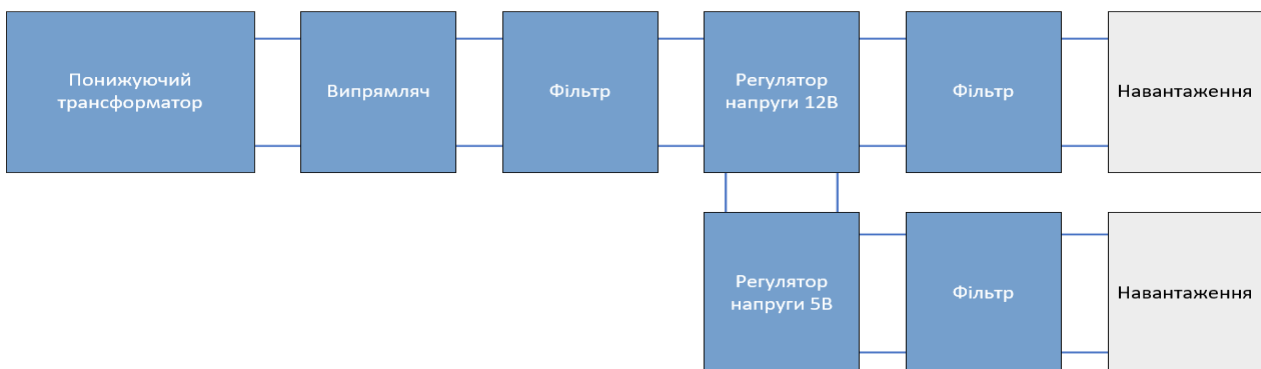 Понижуючий
трансформатор
Випрямляч
Фільтр
Регулятор
напруги 12В
Фільтр
Навантаження
Регулятор
напруги 5В
Фільтр
Навантаження